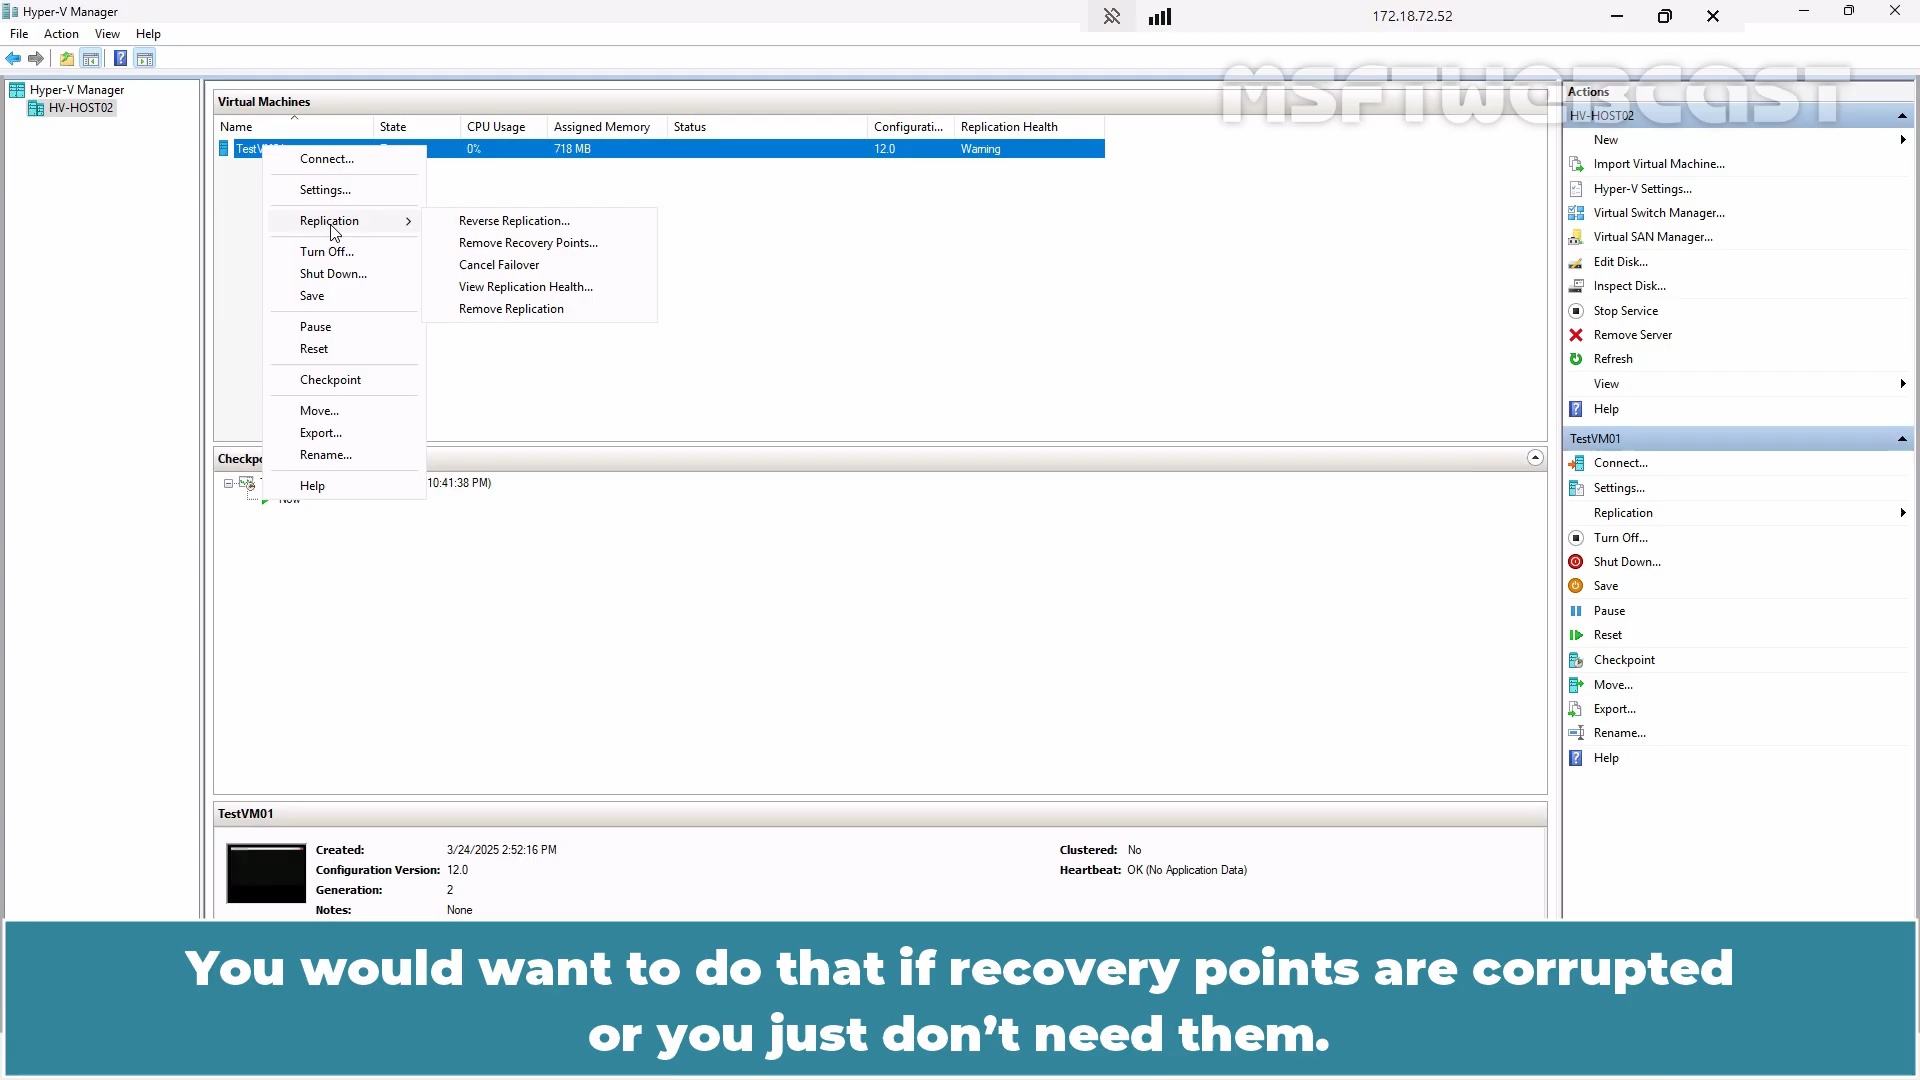 Hyper-V Manager
172.18.72.52
File Action View Help
MSFTWEBCAST
Hyper-V Manager
HV-HOST02
Virtual Machines
Name State CPU Usage Assigned Memory Status Configurati... Replication Health
0% 718 MB 12.0 Warning
Connect...
Settings...
Replication
Turn Off...
Shut Down...
Save
Pause
Reset
Checkpoint
Move...
Export...
Rename...
Help
Reverse Replication...
Remove Recovery Points...
Cancel Failover
View Replication Health...
Remove Replication
10:41:38 PM)
TestVM01
Created: 3/24/2025 2:52:16 PM
Configuration Version: 12.0
Generation: 2
Notes: None
Clustered: No
Heartbeat: OK (No Application Data)
Actions
HV-HOST02
New
Import Virtual Machine...
Hyper-V Settings...
Virtual Switch Manager...
Virtual SAN Manager...
Edit Disk...
Inspect Disk...
Stop Service
Remove Server
Refresh
View
Help
TestVM01
Connect...
Settings...
Replication
Turn Off...
Shut Down...
Save
Pause
Reset
Checkpoint
Move...
Export...
Rename...
Help
You would want to do that if recovery points are corrupted
or you just don't need them.